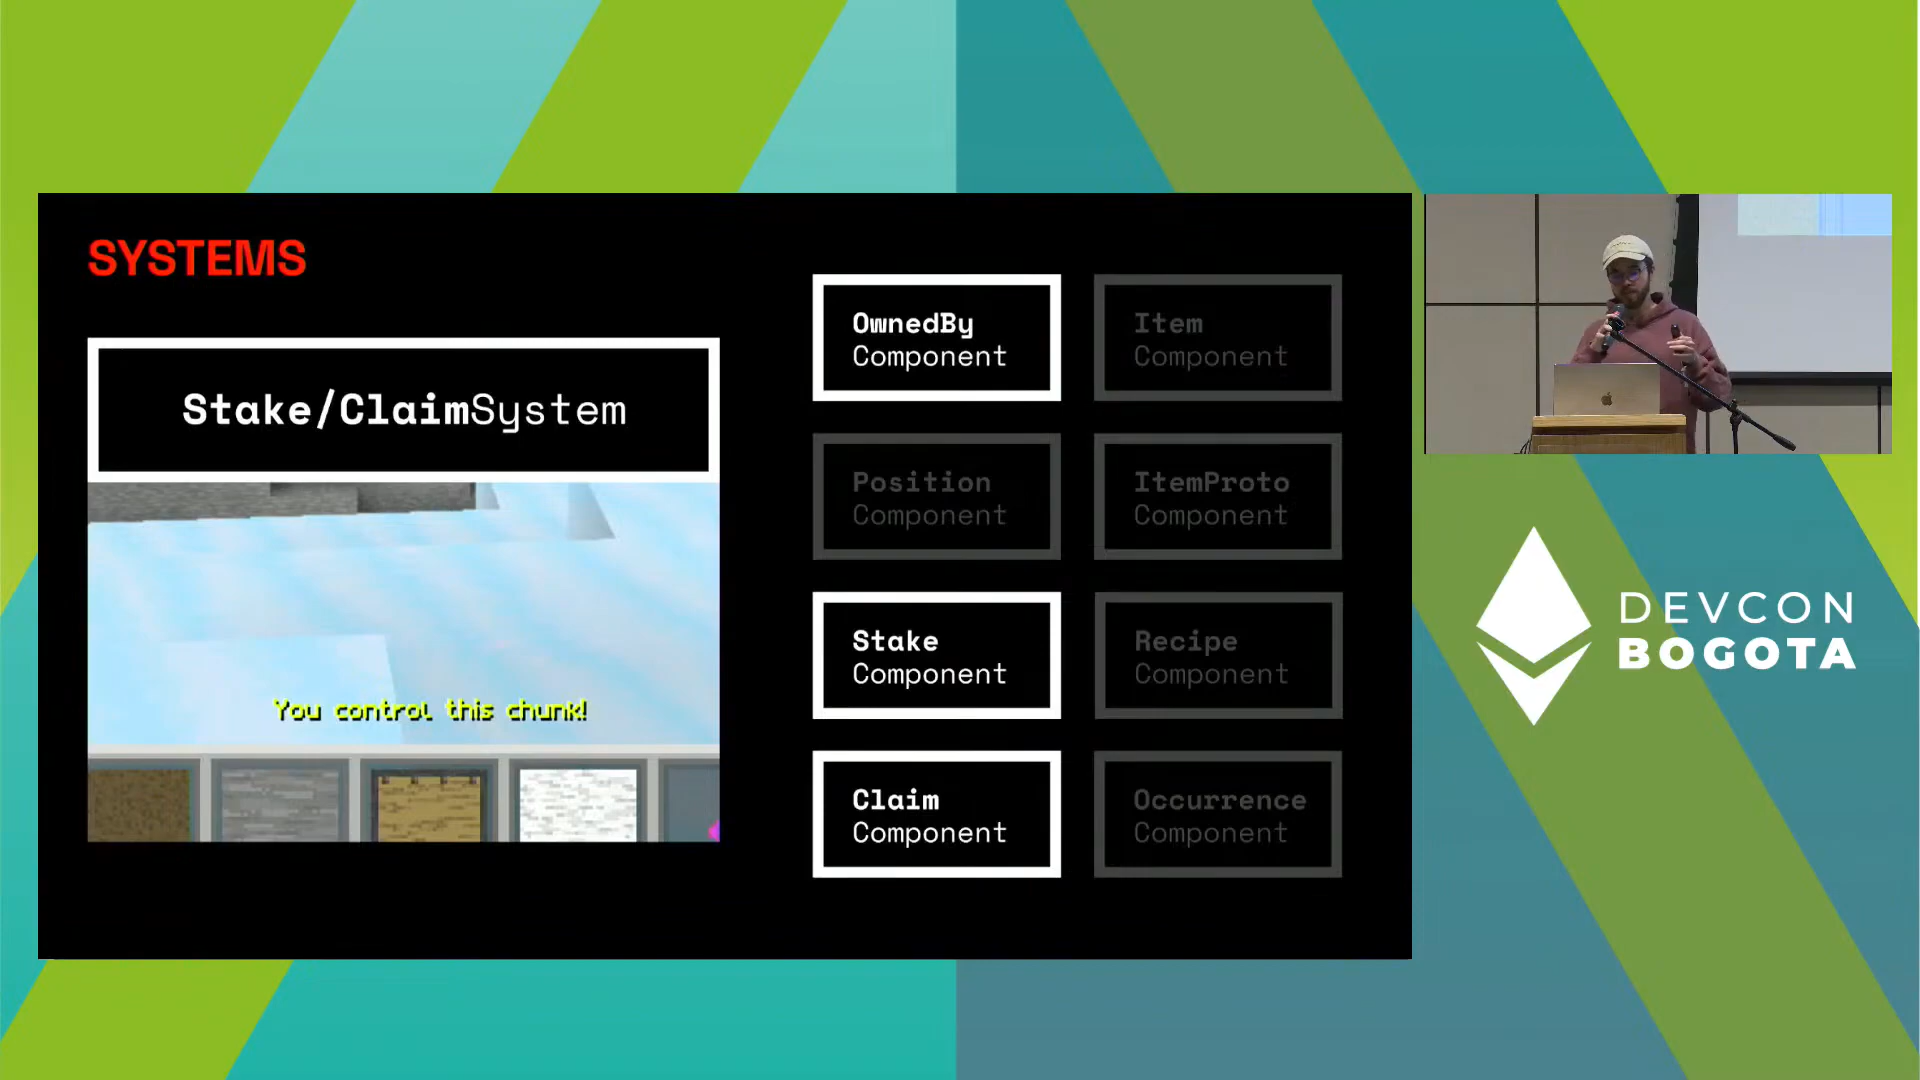 SYSTEMS
Stake/ClaimSystem
You control this chunk!
OwnedBy
Component
Item
Component
Position
Component
ItemProto
Component
Stake
Component
Recipe
Component
Claim
Component
Occurrence
Component
DEVCON
BOGOTA